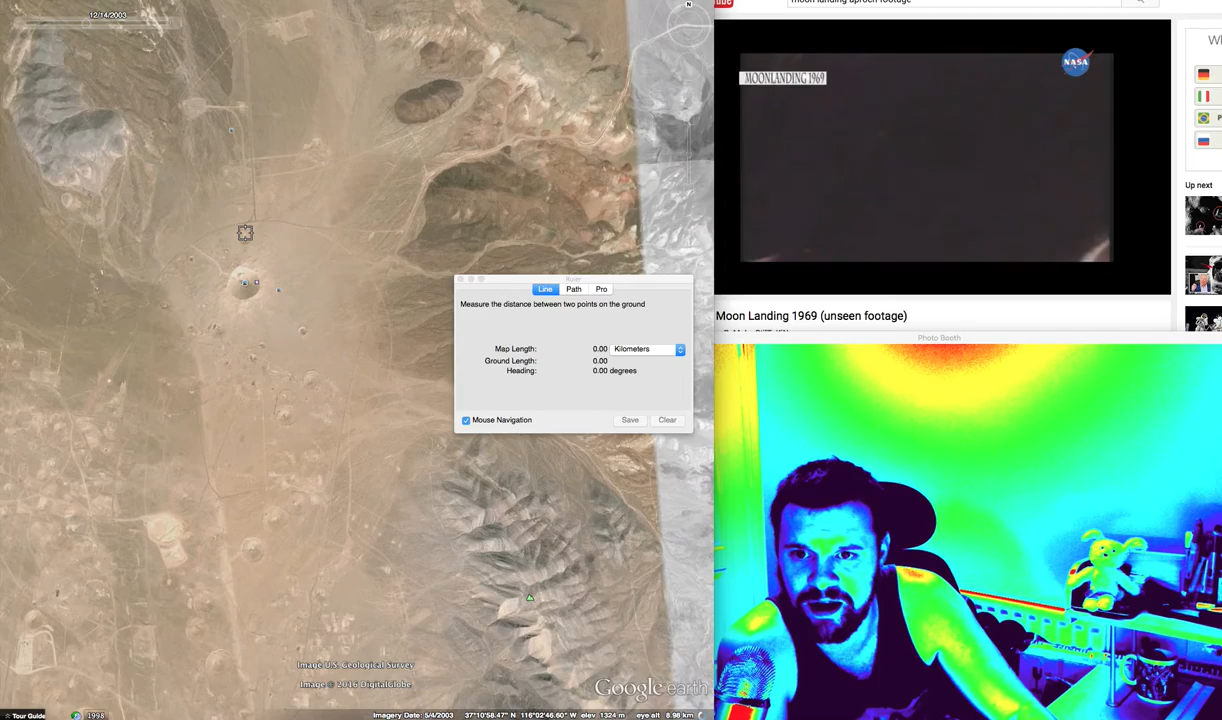 12/14/2003
N
Ruler
Line Path Pro
Measure the distance between two points on the ground
Map Length: 0.00 Kilometers
Ground Length: 0.00
Heading: 0.00 degrees
Mouse Navigation Save Clear
Image U.S. Geological Survey
Image © 2016 DigitalGlobe
Google earth
Tour Guide
1998
Imagery Date: 5/4/2003 37°10'58.47" N 116°02'46.60" W elev 1324 m eye alt 8.98 km
moon landing aproch footage
MOONLANDING 1969
NASA
Up next
Moon Landing 1969 (unseen footage)
Photo Booth